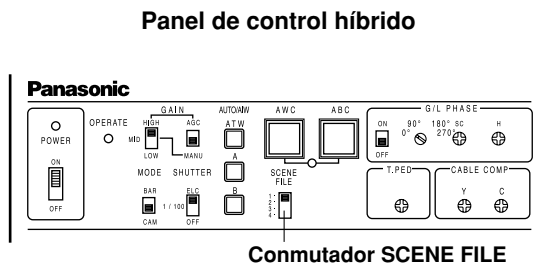 Panel de control híbrido
Panasonic
POWER
ON
OFF
OPERATE
GAIN
HIGH
MID
LOW
AGC
MANU
MODE
SHUTTER
BAR
CAM
ELC
1/100
OFF
AUTO/AW
ATW
A
B
AWC
ABC
SCENE
FILE
1
2
3
4
G/L PHASE
ON
OFF
90° 180° SC
0° 270°
H
T.PED
CABLE COMP
Y
C
Conmutador SCENE FILE